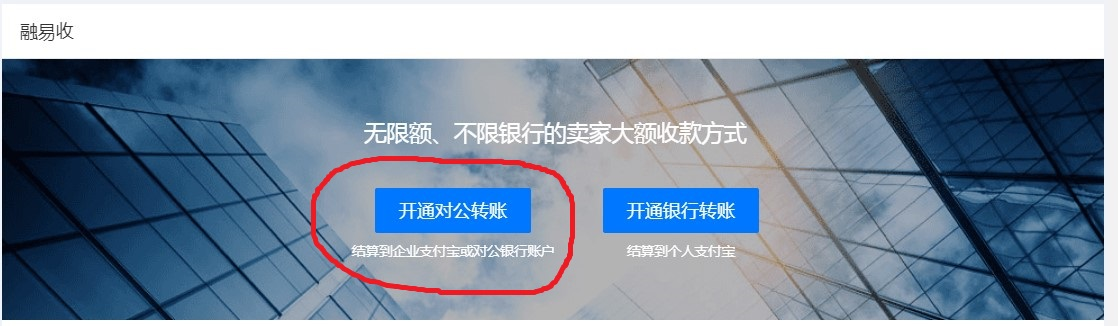 融易收
无限额、不限银行的卖家大额收款方式
开通对公转账
开通银行转账
结算到企业支付宝或对公银行账户
结算到个人支付宝